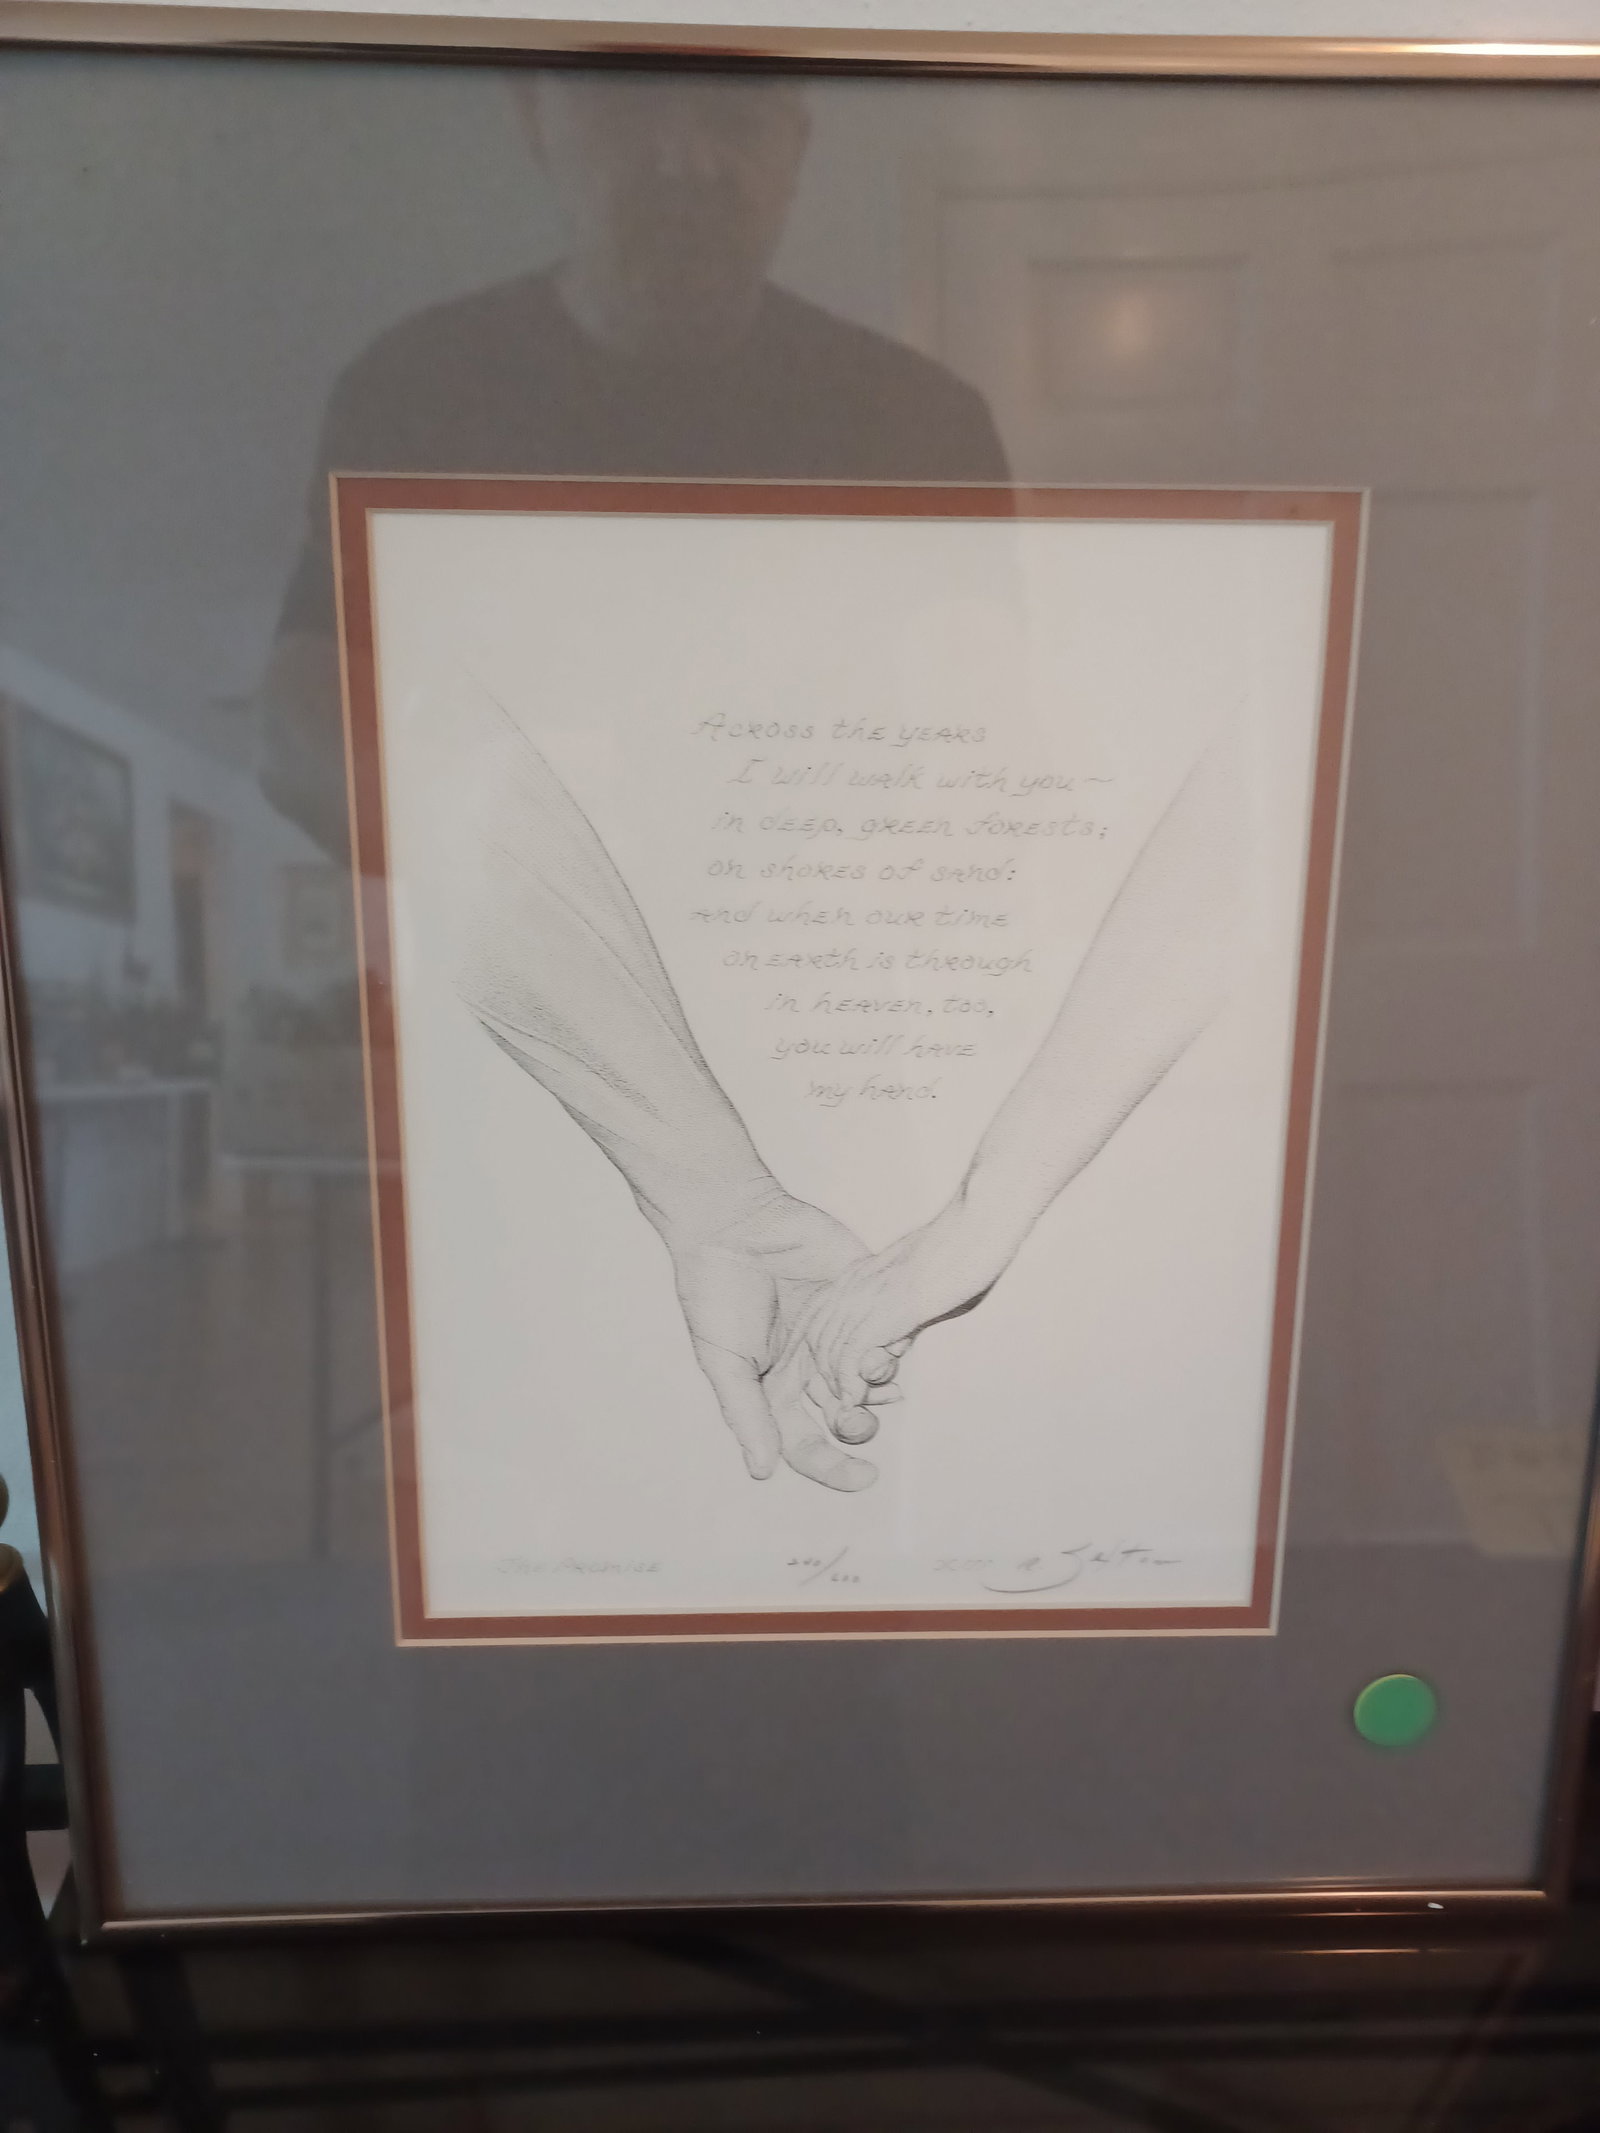 Across the years
I will walk with you~
in deep, green forests;
on shores of sand:
and when our time
on earth is through
in heaven, too,
you will have
my hand.
The Promise